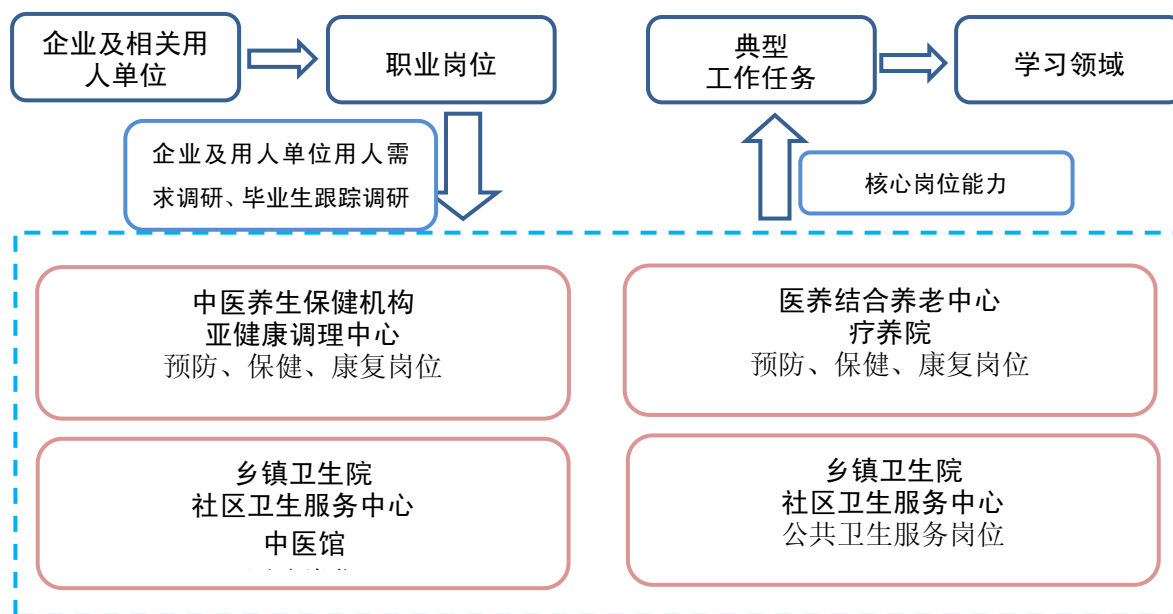 企业及相关用
人单位
职业岗位
典型
工作任务
学习领域
企业及用人单位用人需
求调研、毕业生跟踪调研
核心岗位能力
中医养生保健机构
亚健康调理中心
预防、保健、康复岗位
医养结合养老中心
疗养院
预防、保健、康复岗位
乡镇卫生院
社区卫生服务中心
中医馆
乡镇卫生院
社区卫生服务中心
公共卫生服务岗位